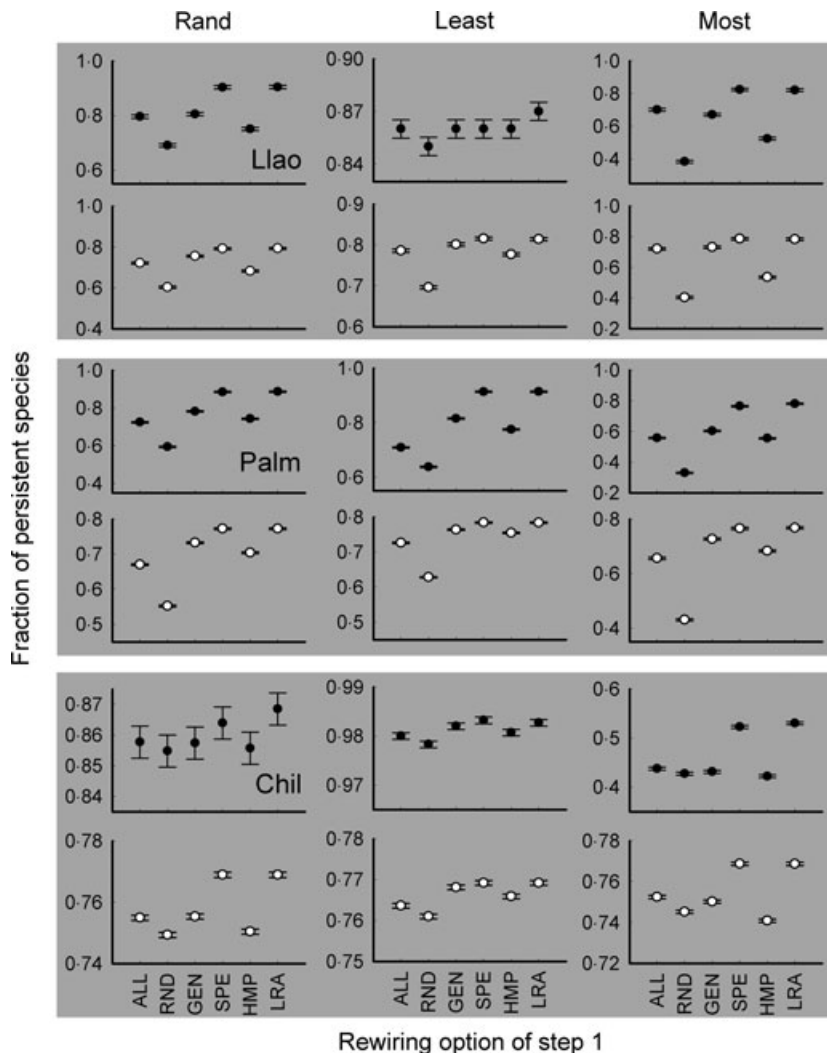 Rand Least Most
1·0 0·90 1·0
0·8
0·8 0·87
0·6
0·6 Llao 0·84 0·4
1·0 0·9 1·0
0·8 0·8 0·8
0·6
0·6 0·7 0·4
0·4 0·6 0·2
Fraction of persistent species
1·0 1·0 1·0
0·8 0·8
0·8
0·6 0·6
0·4
0·4 Palm 0·6 0·2
0·8 0·8 0·8
0·7 0·7
0·6
0·6 0·6
0·5 0·5 0·4
0·87 0·99 0·6
0·86 0·98 0·5
0·85
0·97 0·4
0·84 Chil
0·78 0·78 0·78
0·77 0·76
0·76
0·76 0·74
0·74 0·75 0·72
ALL RND GEN SPE HMP LRA ALL RND GEN SPE HMP LRA ALL RND GEN SPE HMP LRA
Rewiring option of step 1